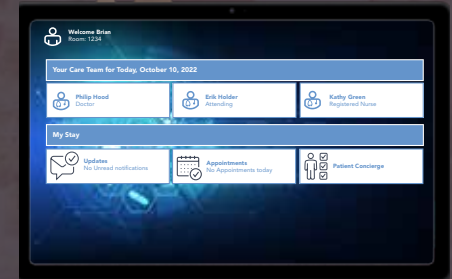 Welcome Brian
Room: 1234
Your Care Team for Today, October 10, 2022
Philip Hood
Doctor
Erik Holder
Attending
Kathy Green
Registered Nurse
My Stay
Updates
No Unread notifications
Appointments
No Appointments today
Patient Concierge